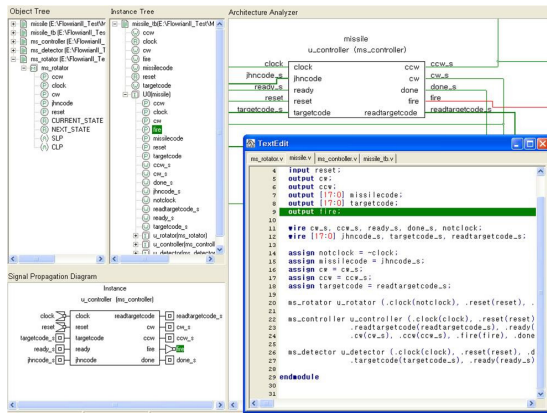 Object Tree
missile (E:\FlowrianII_Test\M
missile_tb (E:\FlowrianII_Test
ms_controller (E:\FlowrianII_
ms_detector (E:\FlowrianII_Te
ms_rotator (E:\FlowrianII_Te
ms_rotator
ccw
clock
cw
jhncode
reset
CURRENT_STATE
NEXT_STATE
SLP
CLP
Instance Tree
missile_tb(E:\FlowrianII_Test\M
ccw
clock
cw
fire
missilecode
reset
targetcode
U0(missile)
ccw
clock
cw
fire
missilecode
reset
targetcode
ccw_s
cw_s
done_s
jhncode_s
notclock
readtargetcode_s
ready_s
targetcode_s
u_rotator(ms_rotator)
u_controller(ms_controll
u_detector(ms_detector
Architecture Analyzer
missile
u_controller (ms_controller)
clock clock ccw ccw_s
jhncode_s jhncode cw cw_s
ready_s ready done done_s
reset reset fire fire
targetcode_s targetcode readtargetcode readtargetcode_s
Signal Propagation Diagram
Instance
u_controller (ms_controller)
clock clock readtargetcode readtargetcode_s
reset reset cw cw_s
targetcode_s targetcode ccw ccw_s
ready_s ready fire fire
jhncode_s jhncode done done_s
TextEdit
ms_rotator.v missile.v ms_controller.v missile_tb.v
4 input reset;
5 output cw;
6 output ccw;
7 output [17:0] missilecode;
8 output [17:0] targetcode;
9 output fire;
10
11 wire cw_s, ccw_s, ready_s, done_s, notclock;
12 wire [17:0] jhncode_s, targetcode_s, readtargetcode_s;
13
14 assign notclock = ~clock;
15 assign missilecode = jhncode_s;
16 assign cw = cw_s;
17 assign ccw = ccw_s;
18 assign targetcode = readtargetcode_s;
19
20 ms_rotator u_rotator (.clock(notclock), .reset(reset), .
21
22 ms_controller u_controller (.clock(clock), .reset(reset)
23 .readtargetcode(readtargetcode_s), .ready(
24 .cw(cw_s), .ccw(ccw_s), .fire(fire), .done
25
26 ms_detector u_detector (.clock(clock), .reset(reset), .d
27 .targetcode(targetcode_s), .ready(ready_s)
28
29 endmodule
30
31